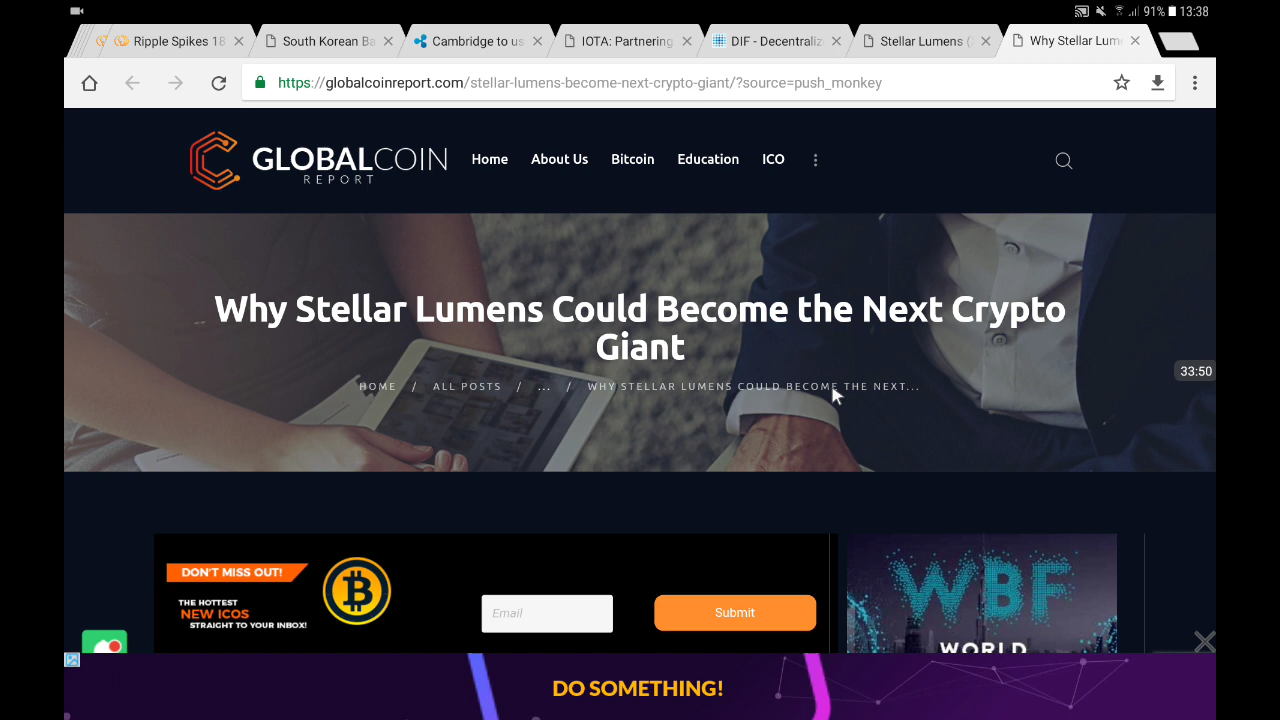 91% 13:38
Ripple Spikes 18
South Korean Ba
Cambridge to us
IOTA: Partnering
DIF - Decentraliz
Stellar Lumens (
Why Stellar Lum
https://globalcoinreport.com/stellar-lumens-become-next-crypto-giant/?source=push_monkey
GLOBALCOIN
REPORT
Home About Us Bitcoin Education ICO
Why Stellar Lumens Could Become the Next Crypto
Giant
HOME / ALL POSTS / ... / WHY STELLAR LUMENS COULD BECOME THE NEXT...
33:50
DON'T MISS OUT!
THE HOTTEST
NEW ICOS
STRAIGHT TO YOUR INBOX!
Email
Submit
WBF
WORLD
DO SOMETHING!